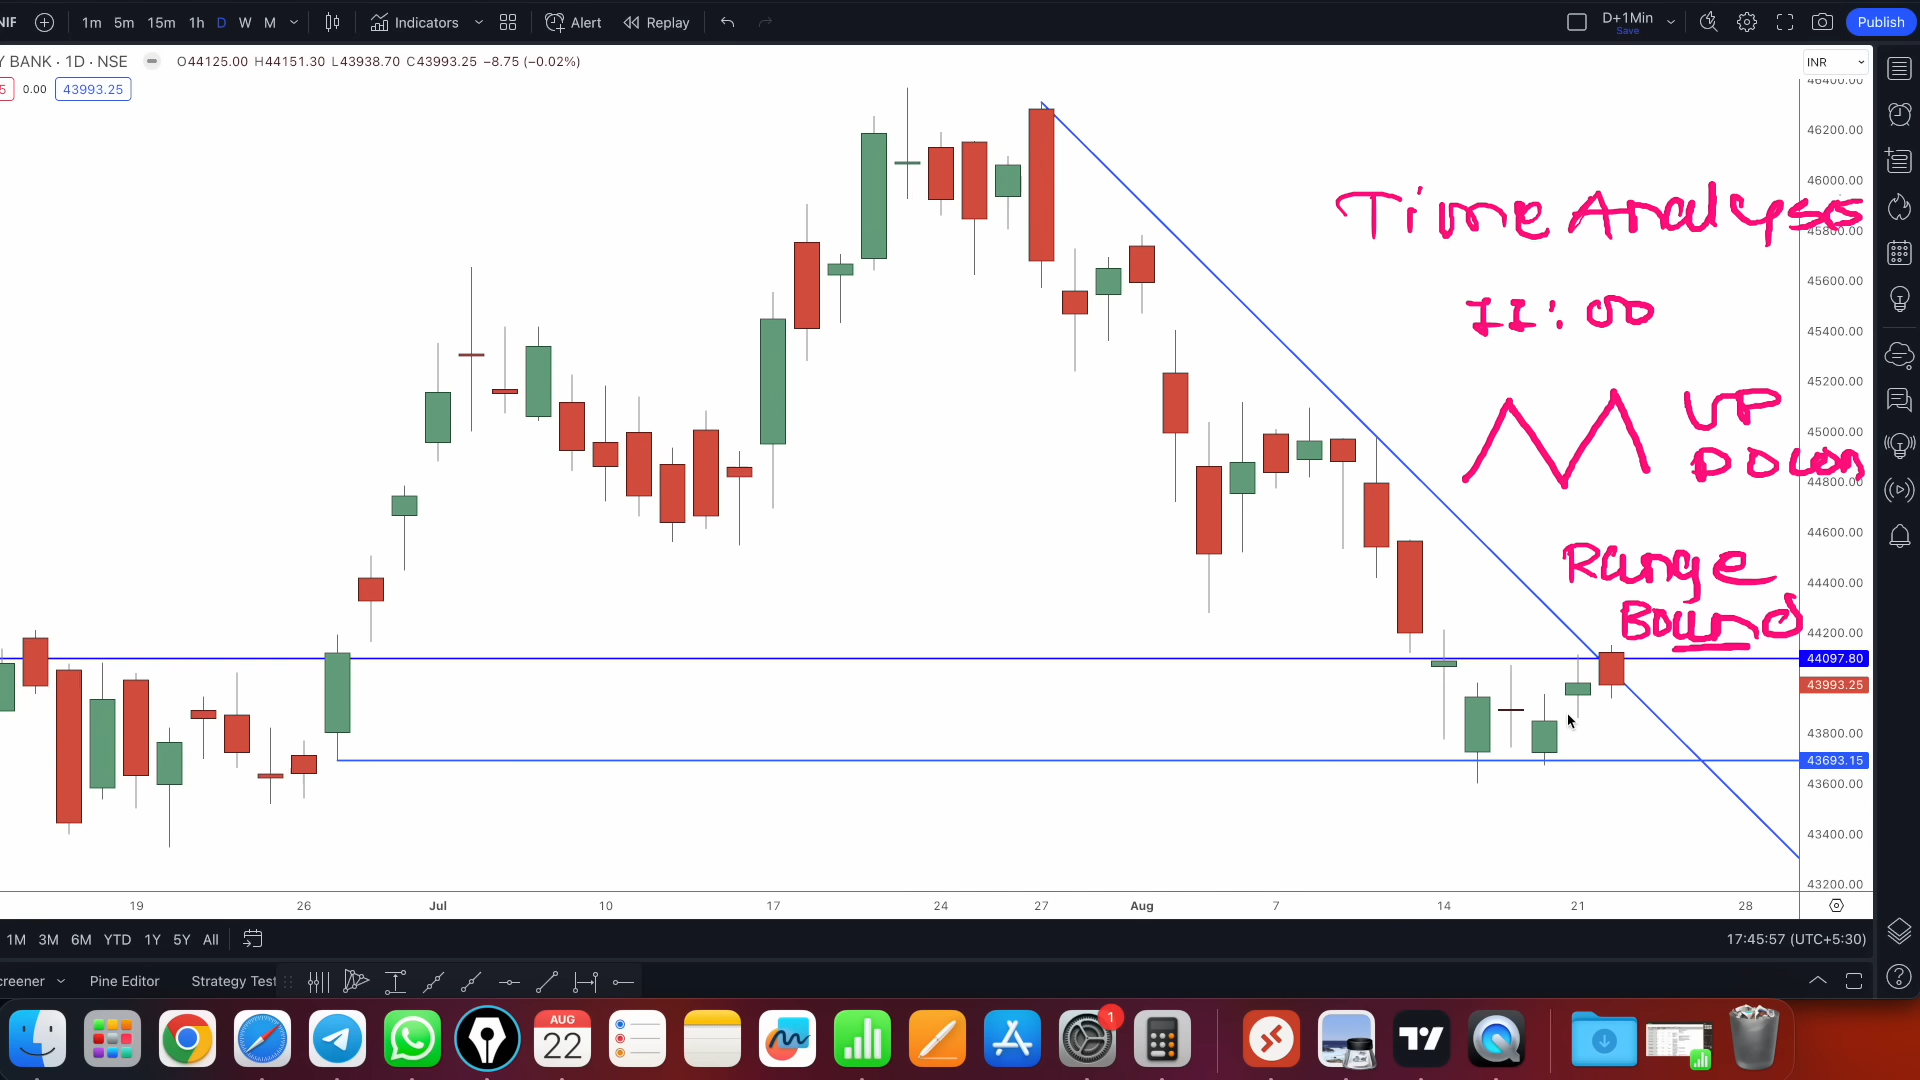 NIF 1m 5m 15m 1h D W M Indicators Alert Replay D+1Min Save Publish
Y BANK · 1D · NSE O44125.00 H44151.30 L43938.70 C43993.25 −8.75 (−0.02%) INR
5 0.00 43993.25
46400.00
46200.00
46000.00
Time Analysis
45800.00
45600.00
11:00
45400.00
45200.00
UP
45000.00
DOWN
44800.00
44600.00
Range
44400.00
Bound
44200.00
44097.80
43993.25
43800.00
43693.15
43600.00
43400.00
43200.00
19 26 Jul 10 17 24 27 Aug 7 14 21 28
1M 3M 6M YTD 1Y 5Y All 17:45:57 (UTC+5:30)
creener Pine Editor Strategy Test
AUG
22
1